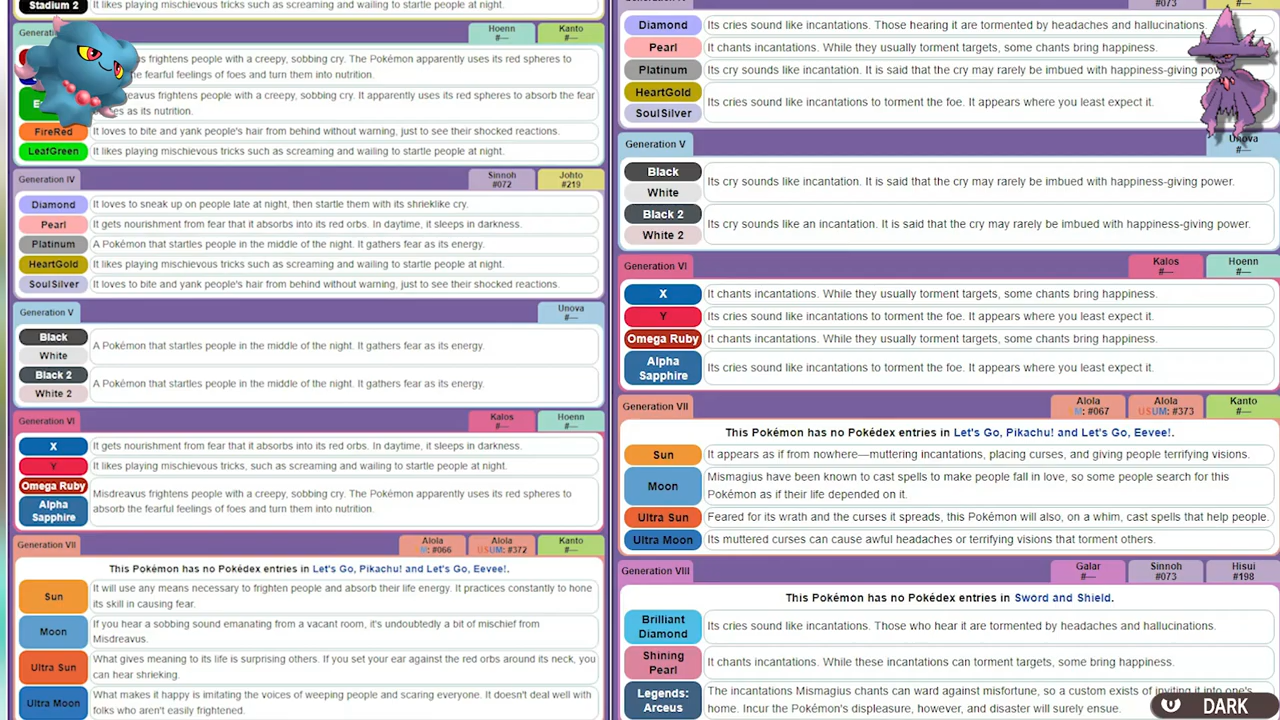 Stadium 2
It likes playing mischievous tricks such as screaming and wailing to startle people at night.
Hoenn
#—
Kanto
#—
frightens people with a creepy, sobbing cry. The Pokémon apparently uses its red spheres to
the fearful feelings of foes and turn them into nutrition.
frightens people with a creepy, sobbing cry. It apparently uses its red spheres to absorb the fear
as its nutrition.
FireRed
It loves to bite and yank people's hair from behind without warning, just to see their shocked reactions.
LeafGreen
It likes playing mischievous tricks such as screaming and wailing to startle people at night.
Generation IV
Sinnoh
#072
Johto
#219
Diamond
It loves to sneak up on people late at night, then startle them with its shrieklike cry.
Pearl
It gets nourishment from fear that it absorbs into its red orbs. In daytime, it sleeps in darkness.
Platinum
A Pokémon that startles people in the middle of the night. It gathers fear as its energy.
HeartGold
It likes playing mischievous tricks such as screaming and wailing to startle people at night.
SoulSilver
It loves to bite and yank people's hair from behind without warning, just to see their shocked reactions.
Generation V
Unova
#—
Black
White
A Pokémon that startles people in the middle of the night. It gathers fear as its energy.
Black 2
White 2
A Pokémon that startles people in the middle of the night. It gathers fear as its energy.
Generation VI
Kalos
#—
Hoenn
#—
X
It gets nourishment from fear that it absorbs into its red orbs. In daytime, it sleeps in darkness.
Y
It likes playing mischievous tricks, such as screaming and wailing to startle people at night.
Omega Ruby
Alpha
Sapphire
Misdreavus frightens people with a creepy, sobbing cry. The Pokémon apparently uses its red spheres to
absorb the fearful feelings of foes and turn them into nutrition.
Generation VII
Alola
M: #066
Alola
USUM: #372
Kanto
#—
This Pokémon has no Pokédex entries in Let's Go, Pikachu! and Let's Go, Eevee!.
Sun
It will use any means necessary to frighten people and absorb their life energy. It practices constantly to hone
its skill in causing fear.
Moon
If you hear a sobbing sound emanating from a vacant room, it's undoubtedly a bit of mischief from
Misdreavus.
Ultra Sun
What gives meaning to its life is surprising others. If you set your ear against the red orbs around its neck, you
can hear shrieking.
Ultra Moon
What makes it happy is imitating the voices of weeping people and scaring everyone. It doesn't deal well with
folks who aren't easily frightened.
#073
Diamond
Its cries sound like incantations. Those hearing it are tormented by headaches and hallucinations.
Pearl
It chants incantations. While they usually torment targets, some chants bring happiness.
Platinum
Its cry sounds like incantation. It is said that the cry may rarely be imbued with happiness-giving
HeartGold
SoulSilver
Its cries sound like incantations to torment the foe. It appears where you least expect it.
Generation V
Unova
#—
Black
White
Its cry sounds like incantation. It is said that the cry may rarely be imbued with happiness-giving power.
Black 2
White 2
Its cry sounds like an incantation. It is said that the cry may rarely be imbued with happiness-giving power.
Generation VI
Kalos
#—
Hoenn
#—
X
It chants incantations. While they usually torment targets, some chants bring happiness.
Y
Its cries sound like incantations to torment the foe. It appears where you least expect it.
Omega Ruby
It chants incantations. While they usually torment targets, some chants bring happiness.
Alpha
Sapphire
Its cries sound like incantations to torment the foe. It appears where you least expect it.
Generation VII
Alola
M: #067
Alola
USUM: #373
Kanto
#—
This Pokémon has no Pokédex entries in Let's Go, Pikachu! and Let's Go, Eevee!.
Sun
It appears as if from nowhere—muttering incantations, placing curses, and giving people terrifying visions.
Moon
Mismagius have been known to cast spells to make people fall in love, so some people search for this
Pokémon as if their life depended on it.
Ultra Sun
Feared for its wrath and the curses it spreads, this Pokémon will also, on a whim, cast spells that help people.
Ultra Moon
Its muttered curses can cause awful headaches or terrifying visions that torment others.
Generation VIII
Galar
#—
Sinnoh
#073
Hisui
#198
This Pokémon has no Pokédex entries in Sword and Shield.
Brilliant
Diamond
Its cries sound like incantations. Those who hear it are tormented by headaches and hallucinations.
Shining
Pearl
It chants incantations. While these incantations can torment targets, some bring happiness.
Legends:
Arceus
The incantations Mismagius chants can ward against misfortune, so a custom exists of inviting it into one's
home. Incur the Pokémon's displeasure, however, and disaster will surely ensue.
DARK